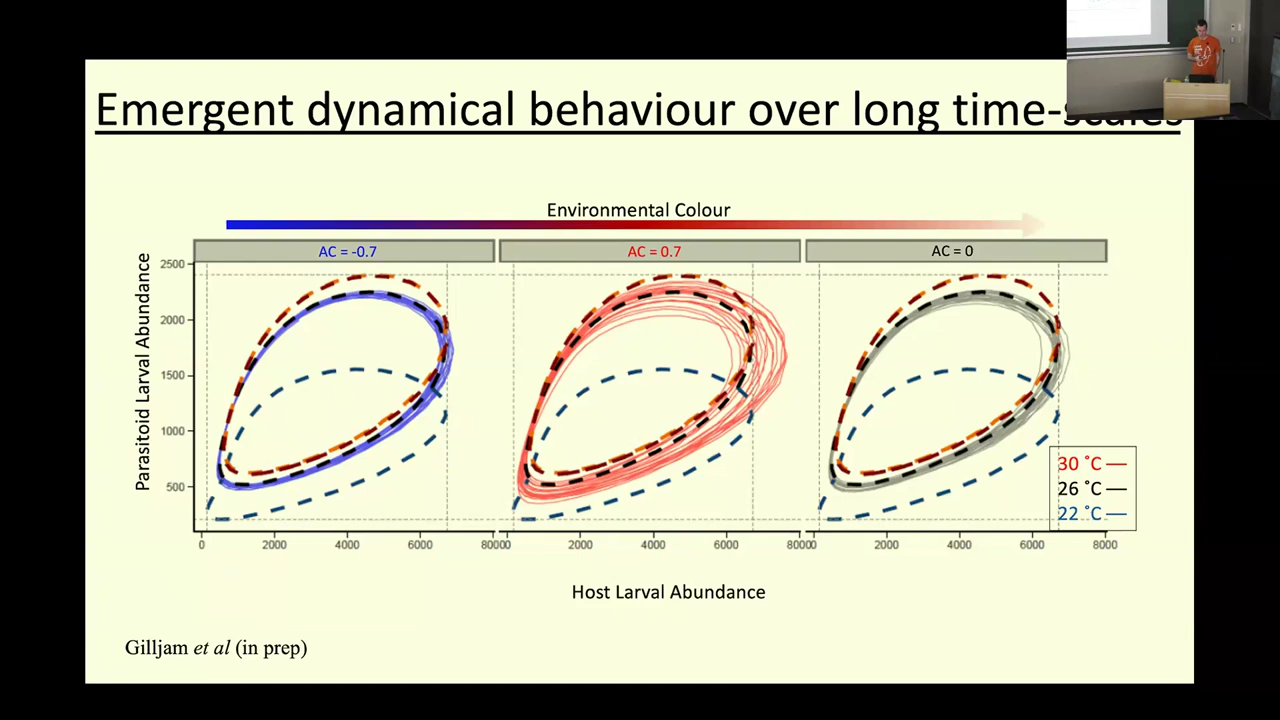 Emergent dynamical behaviour over long time-scales
Environmental Colour
AC = -0.7
AC = 0.7
AC = 0
Parasitoid Larval Abundance
2500
2000
1500
1000
500
0 2000 4000 6000 8000
2000 4000 6000 8000
0 2000 4000 6000 8000
30 ˚C
26 ˚C
22 ˚C
Host Larval Abundance
Gilljam et al (in prep)